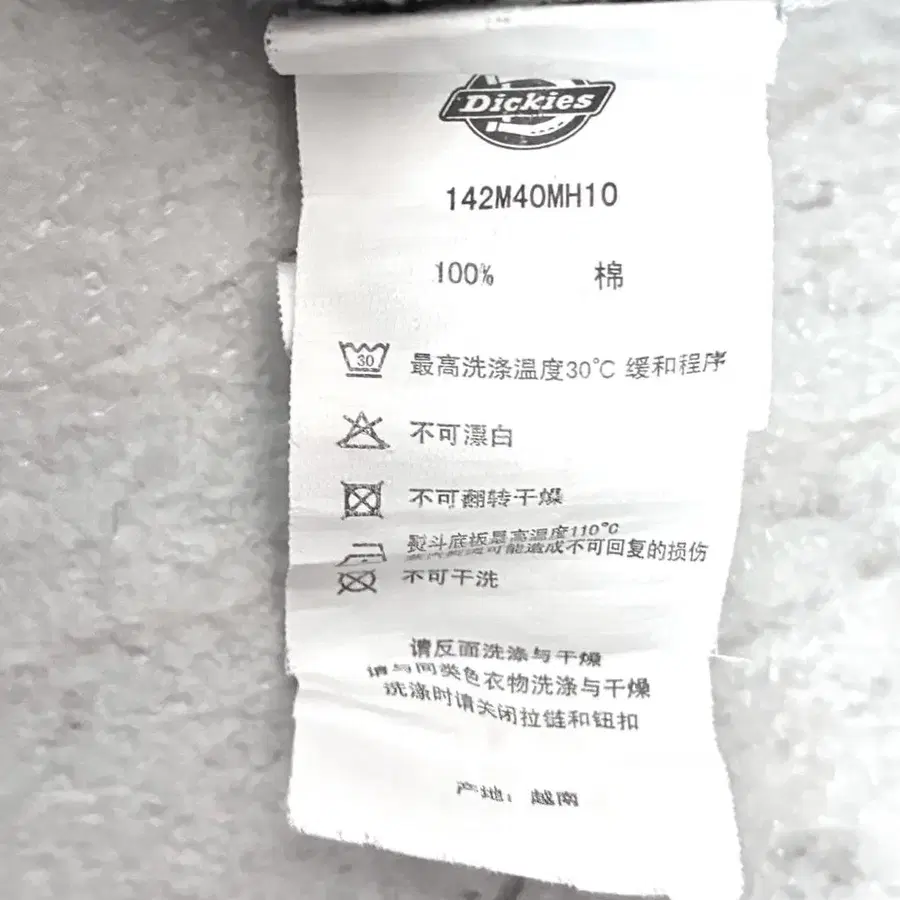 Dickies
142M40MH10
100% 棉
30
最高洗涤温度30°C 缓和程序
不可漂白
不可翻转干燥
熨斗底板最高温度110°C
可能造成不可回复的损伤
不可干洗
请反面洗涤与干燥
请与同类色衣物洗涤与干燥
洗涤时请关闭拉链和钮扣
产地: 越南